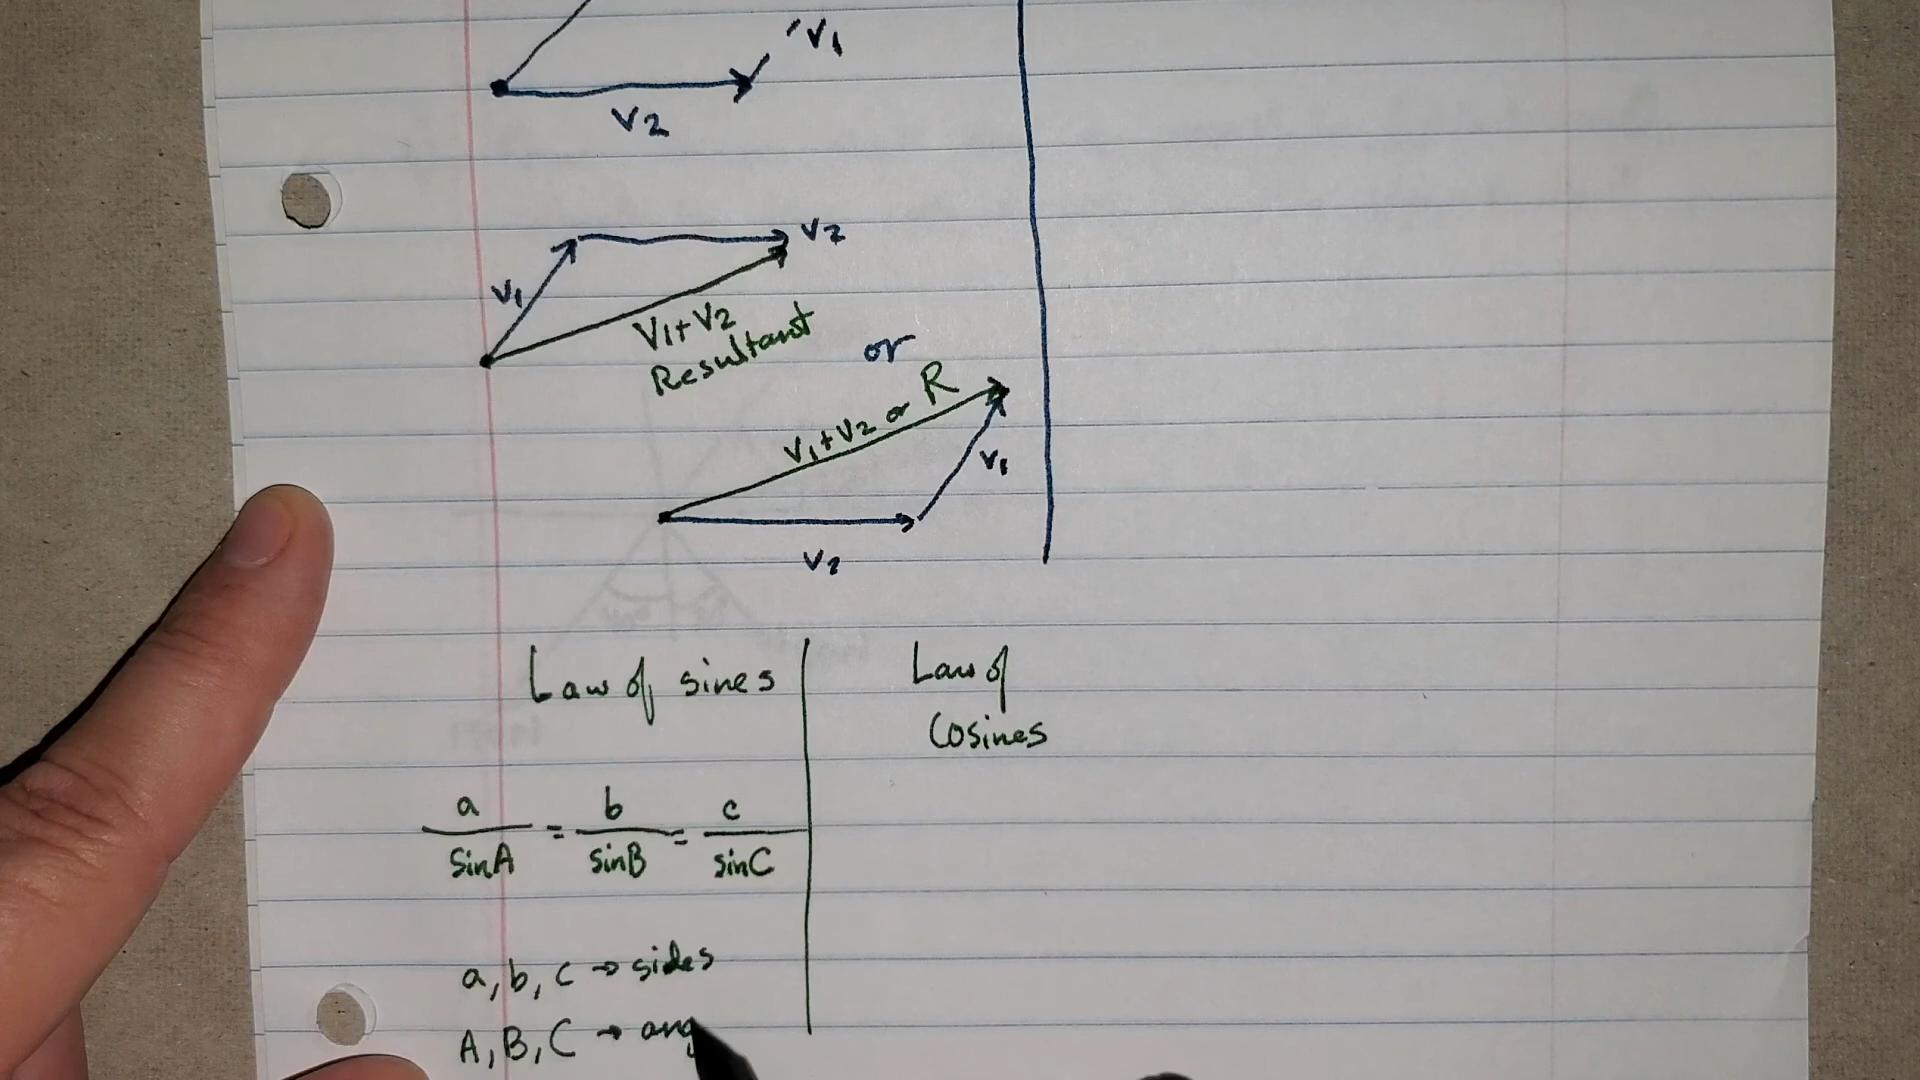 V1
V2
V2
V1
V1+V2
Resultant
or
V1+V2 or R
V1
V2
Law of sines
Law of
Cosines
a/sinA = b/sinB = c/sinC
a, b, c → sides
A, B, C → ang